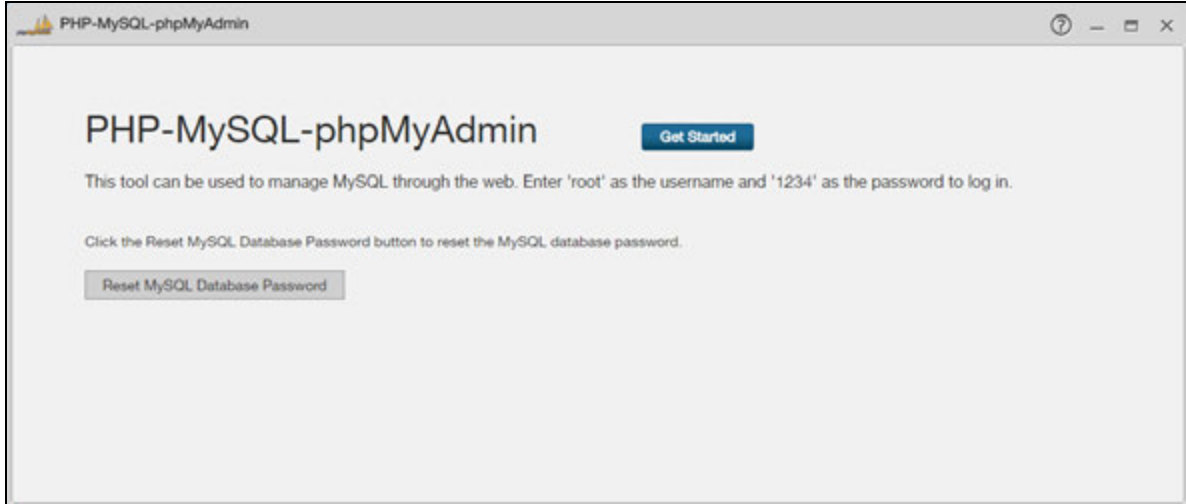 PHP-MySQL-phpMyAdmin
PHP-MySQL-phpMyAdmin
Get Started
This tool can be used to manage MySQL through the web. Enter 'root' as the username and '1234' as the password to log in.
Click the Reset MySQL Database Password button to reset the MySQL database password.
Reset MySQL Database Password